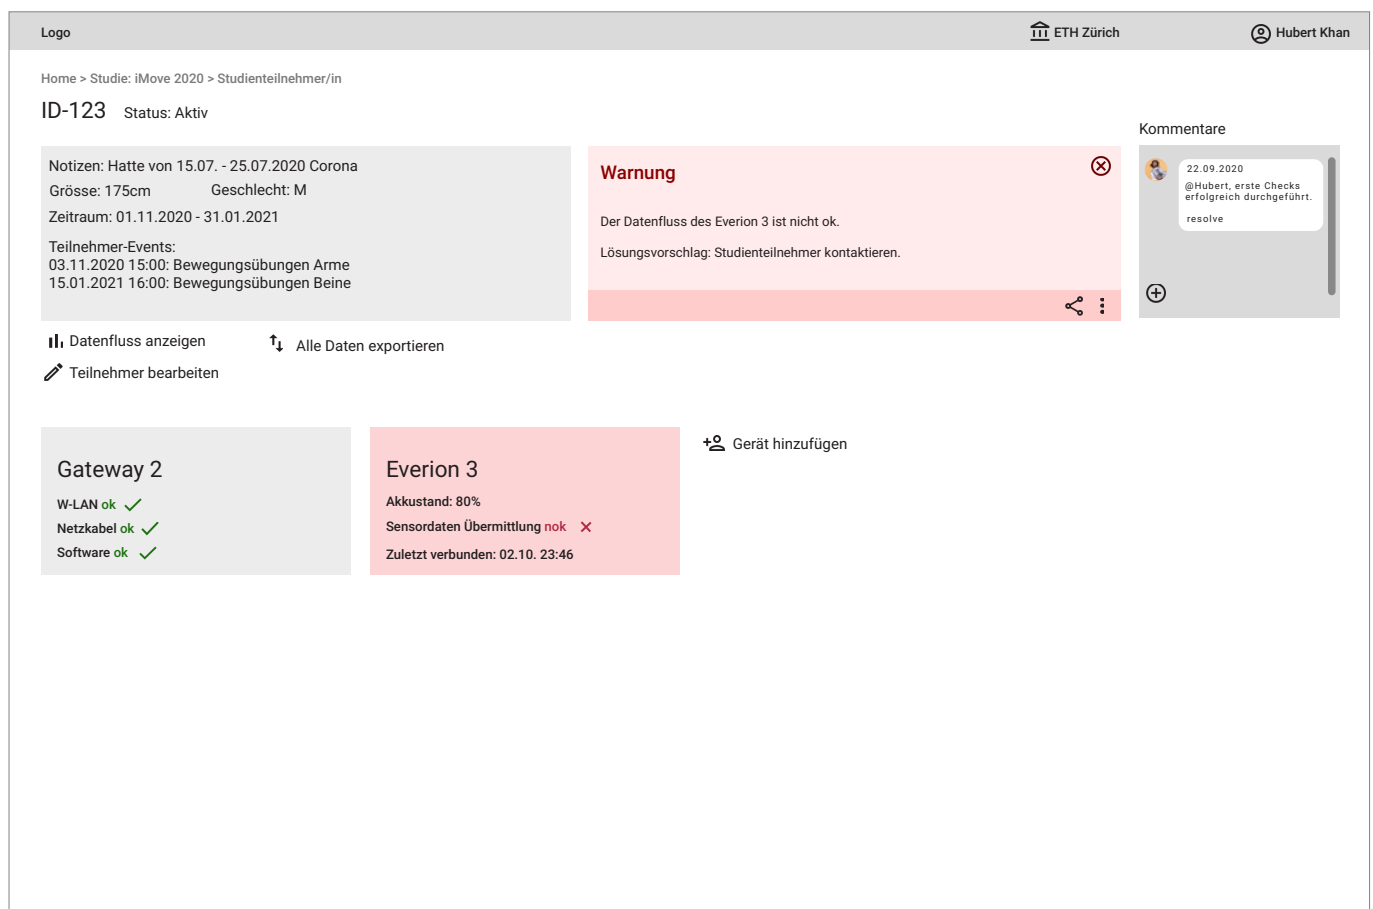 Logo
ETH Zürich
Hubert Khan
Home > Studie: iMove 2020 > Studienteilnehmer/in
ID-123 Status: Aktiv
Notizen: Hatte von 15.07. - 25.07.2020 Corona
Grösse: 175cm Geschlecht: M
Zeitraum: 01.11.2020 - 31.01.2021
Teilnehmer-Events:
03.11.2020 15:00: Bewegungsübungen Arme
15.01.2021 16:00: Bewegungsübungen Beine
Warnung
Der Datenfluss des Everion 3 ist nicht ok.
Lösungsvorschlag: Studienteilnehmer kontaktieren.
Kommentare
22.09.2020
@Hubert, erste Checks
erfolgreich durchgeführt.
resolve
Datenfluss anzeigen
Alle Daten exportieren
Teilnehmer bearbeiten
Gateway 2
W-LAN ok
Netzkabel ok
Software ok
Everion 3
Akkustand: 80%
Sensordaten Übermittlung nok
Zuletzt verbunden: 02.10. 23:46
Gerät hinzufügen